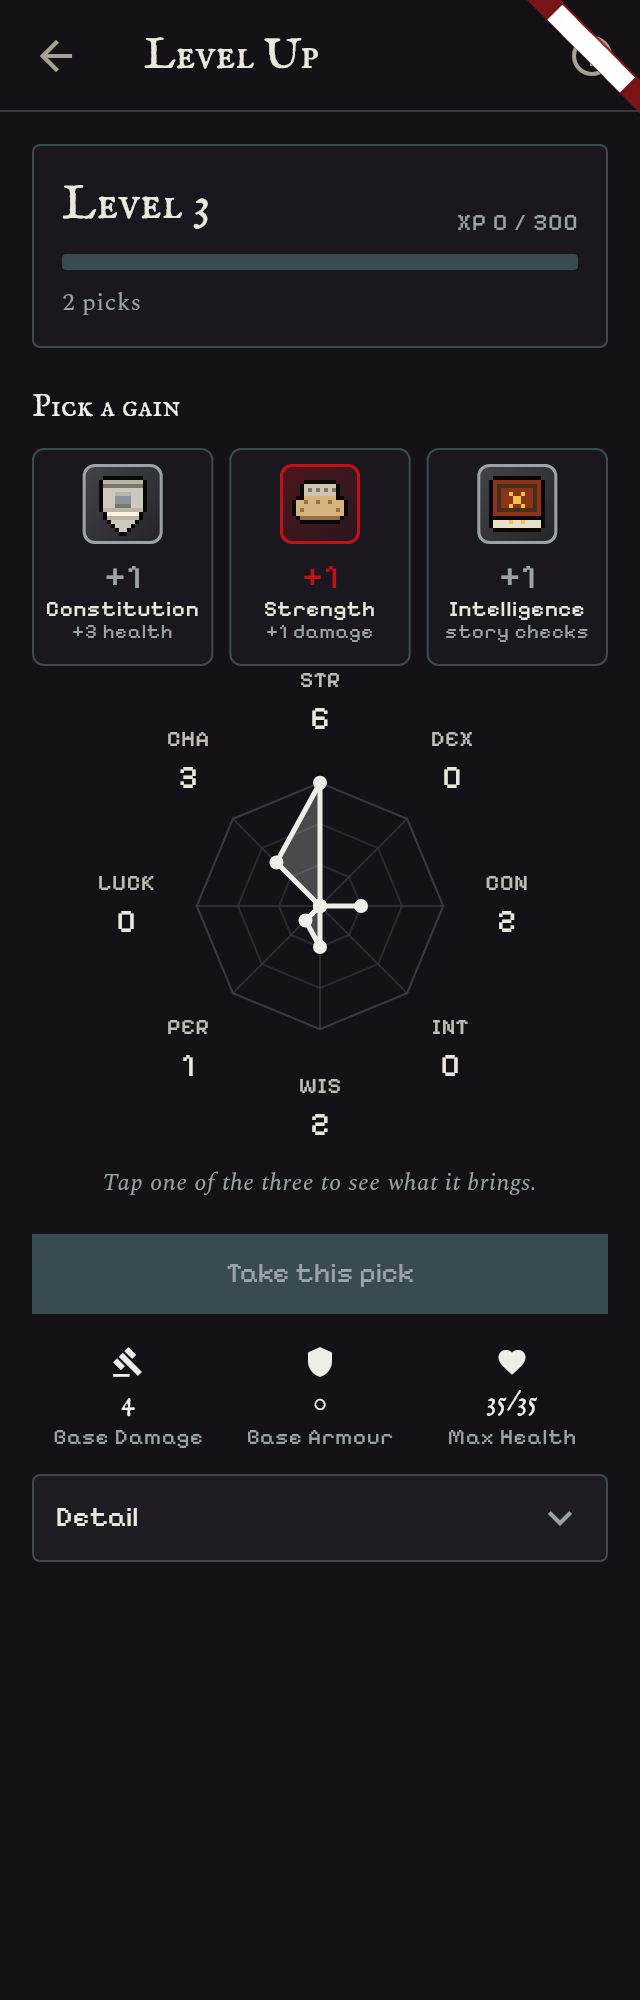 Level Up
Level 3
XP 0 / 300
2 picks
Pick a gain
+1
Constitution
+3 health
+1
Strength
+1 damage
+1
Intelligence
story checks
STR
6
CHA
3
DEX
0
LUCK
0
CON
2
PER
1
INT
0
WIS
2
Tap one of the three to see what it brings.
Take this pick
4
Base Damage
0
Base Armour
35/35
Max Health
Detail